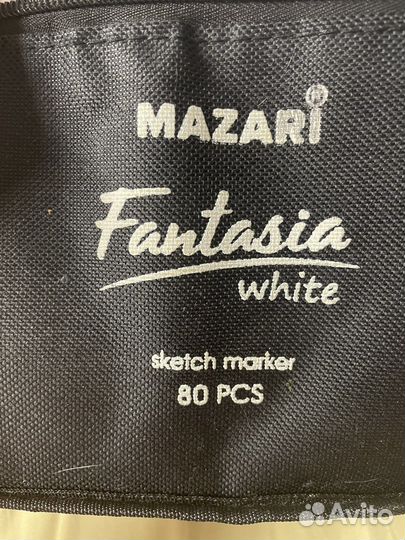 MAZARi®
Fantasia
white
sketch marker
80 PCS
Avito